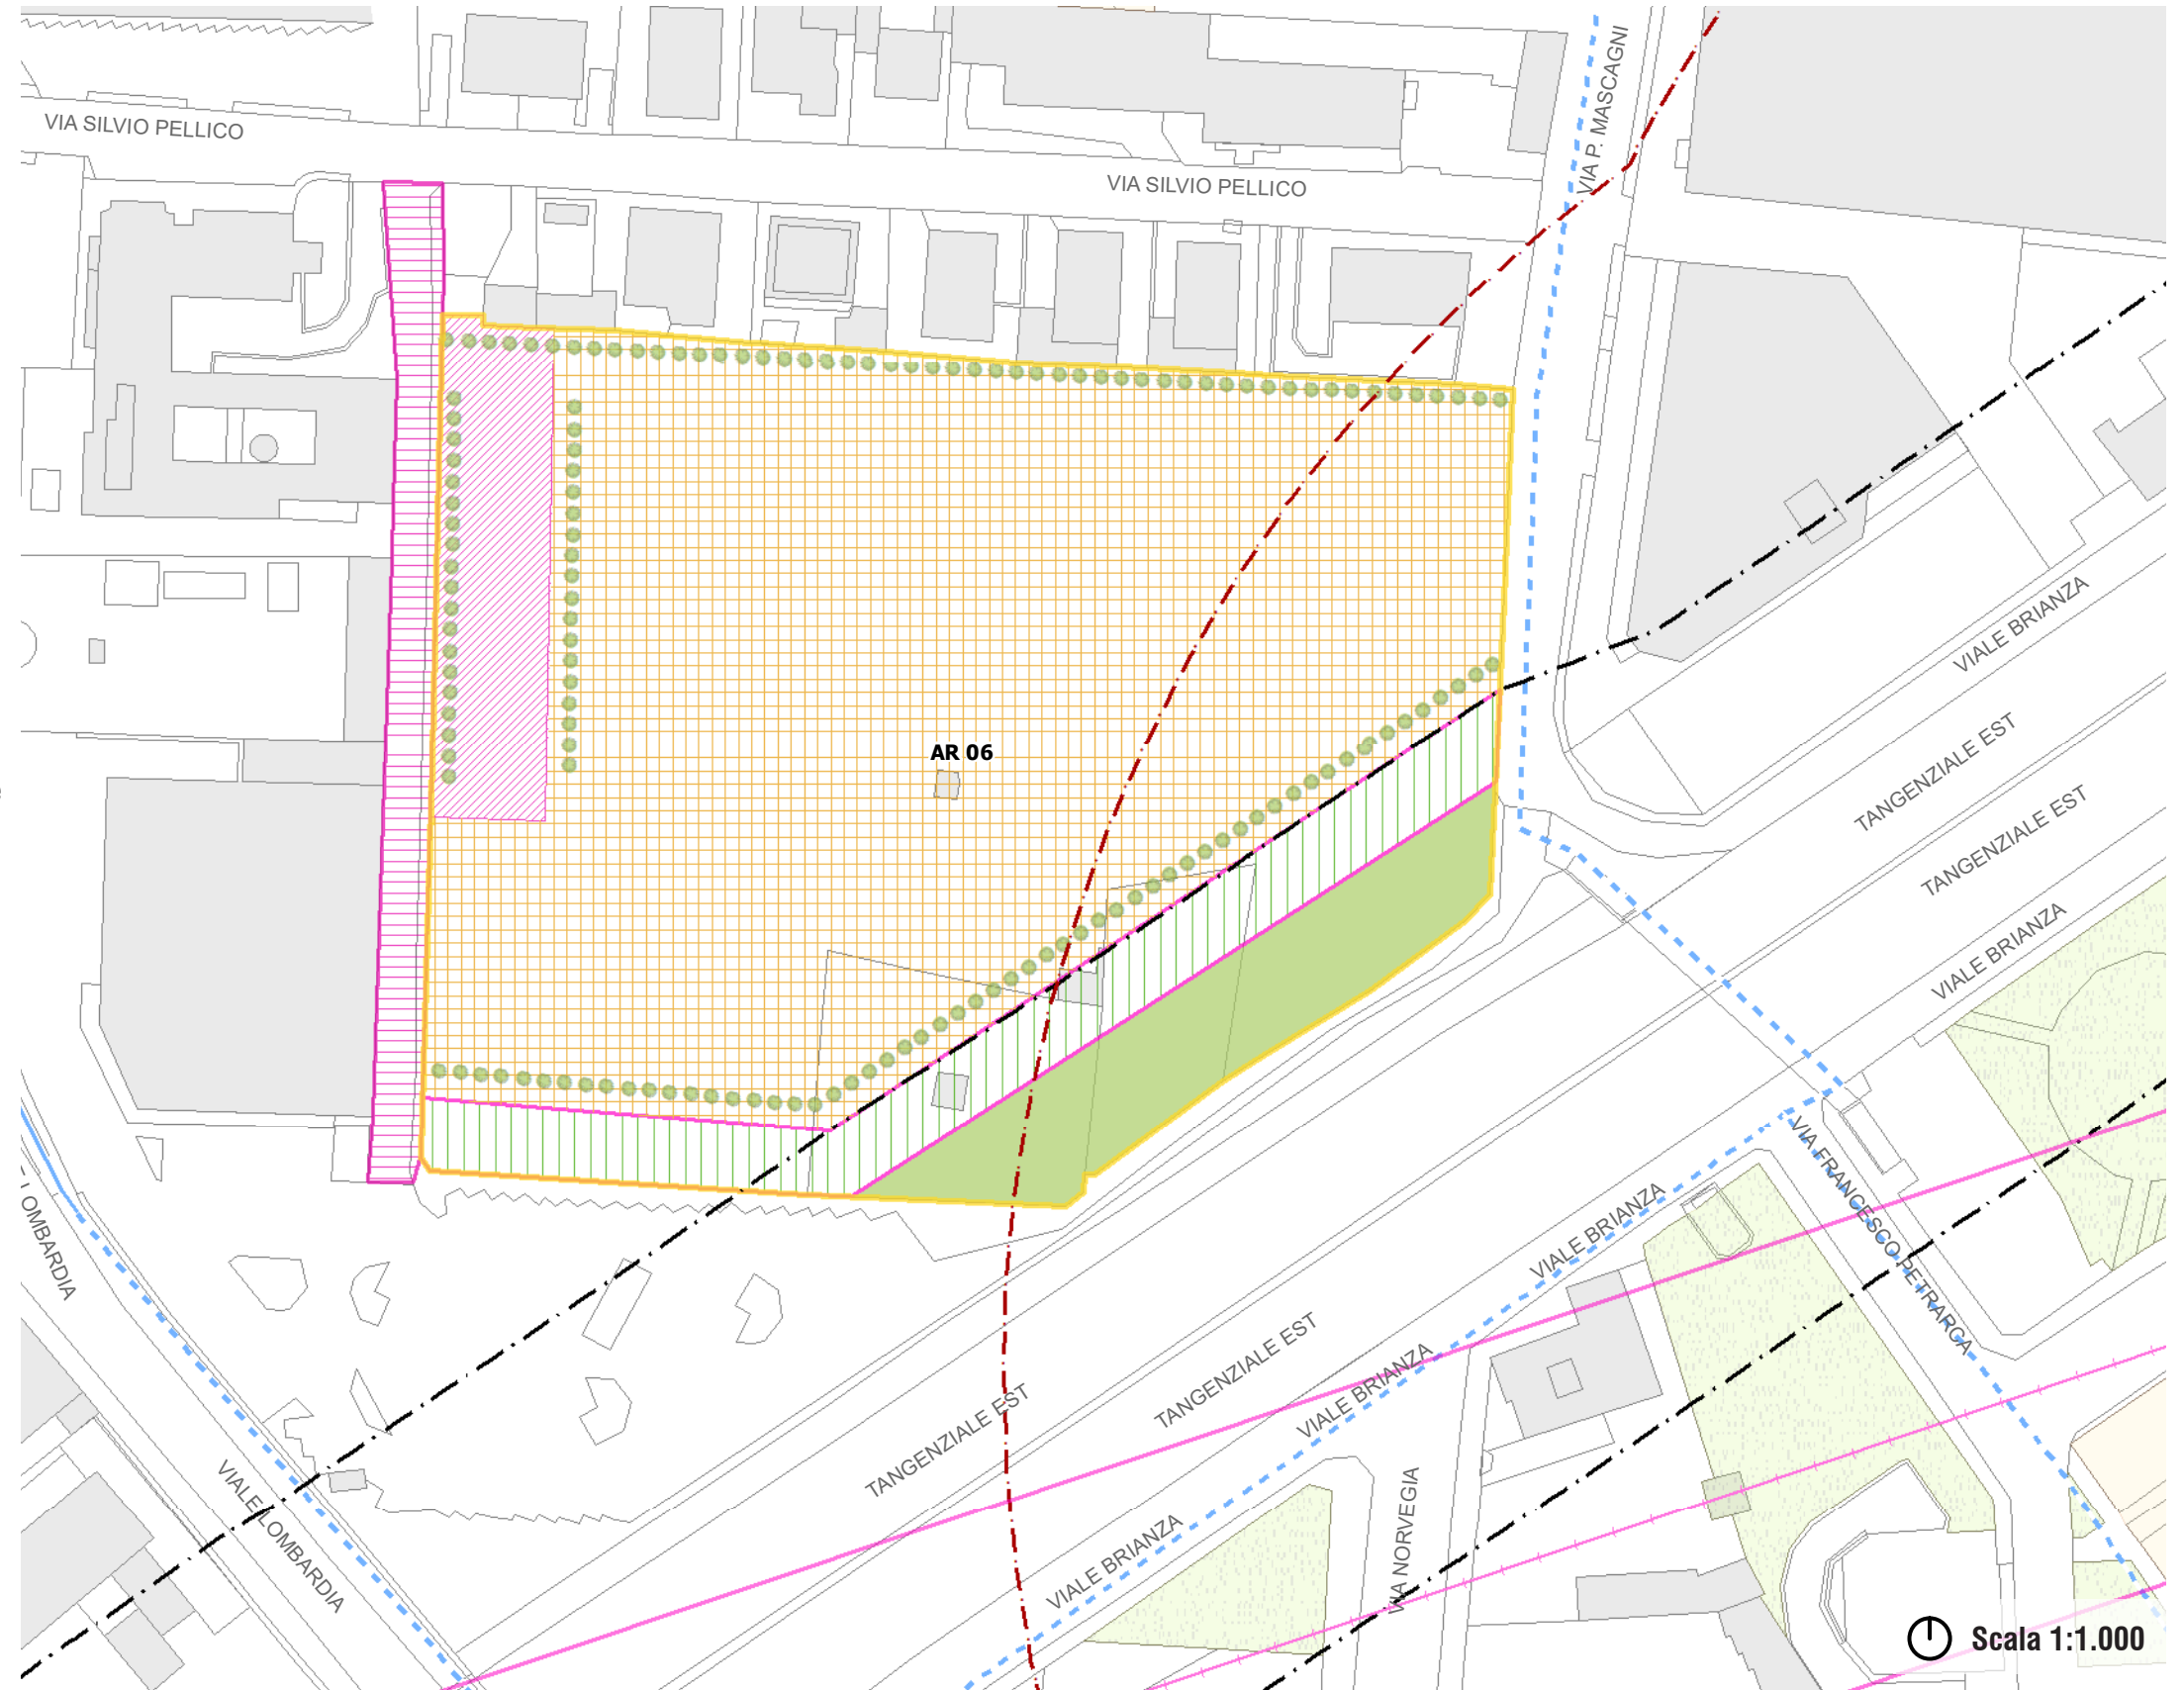 VIA P. MASCAGNI
VIA SILVIO PELLICO
VIA SILVIO PELLICO
VIALE BRIANZA
AR 06
TANGENZIALE EST
TANGENZIALE EST
VIALE BRIANZA
VIA FRANCESCO PETRARCA
LOMBARDIA
VIALE BRIANZA
TANGENZIALE EST
VIALE BRIANZA
TANGENZIALE EST
VIALE LOMBARDIA
VIA NORVEGIA
VIALE BRIANZA
Scala 1:1.000